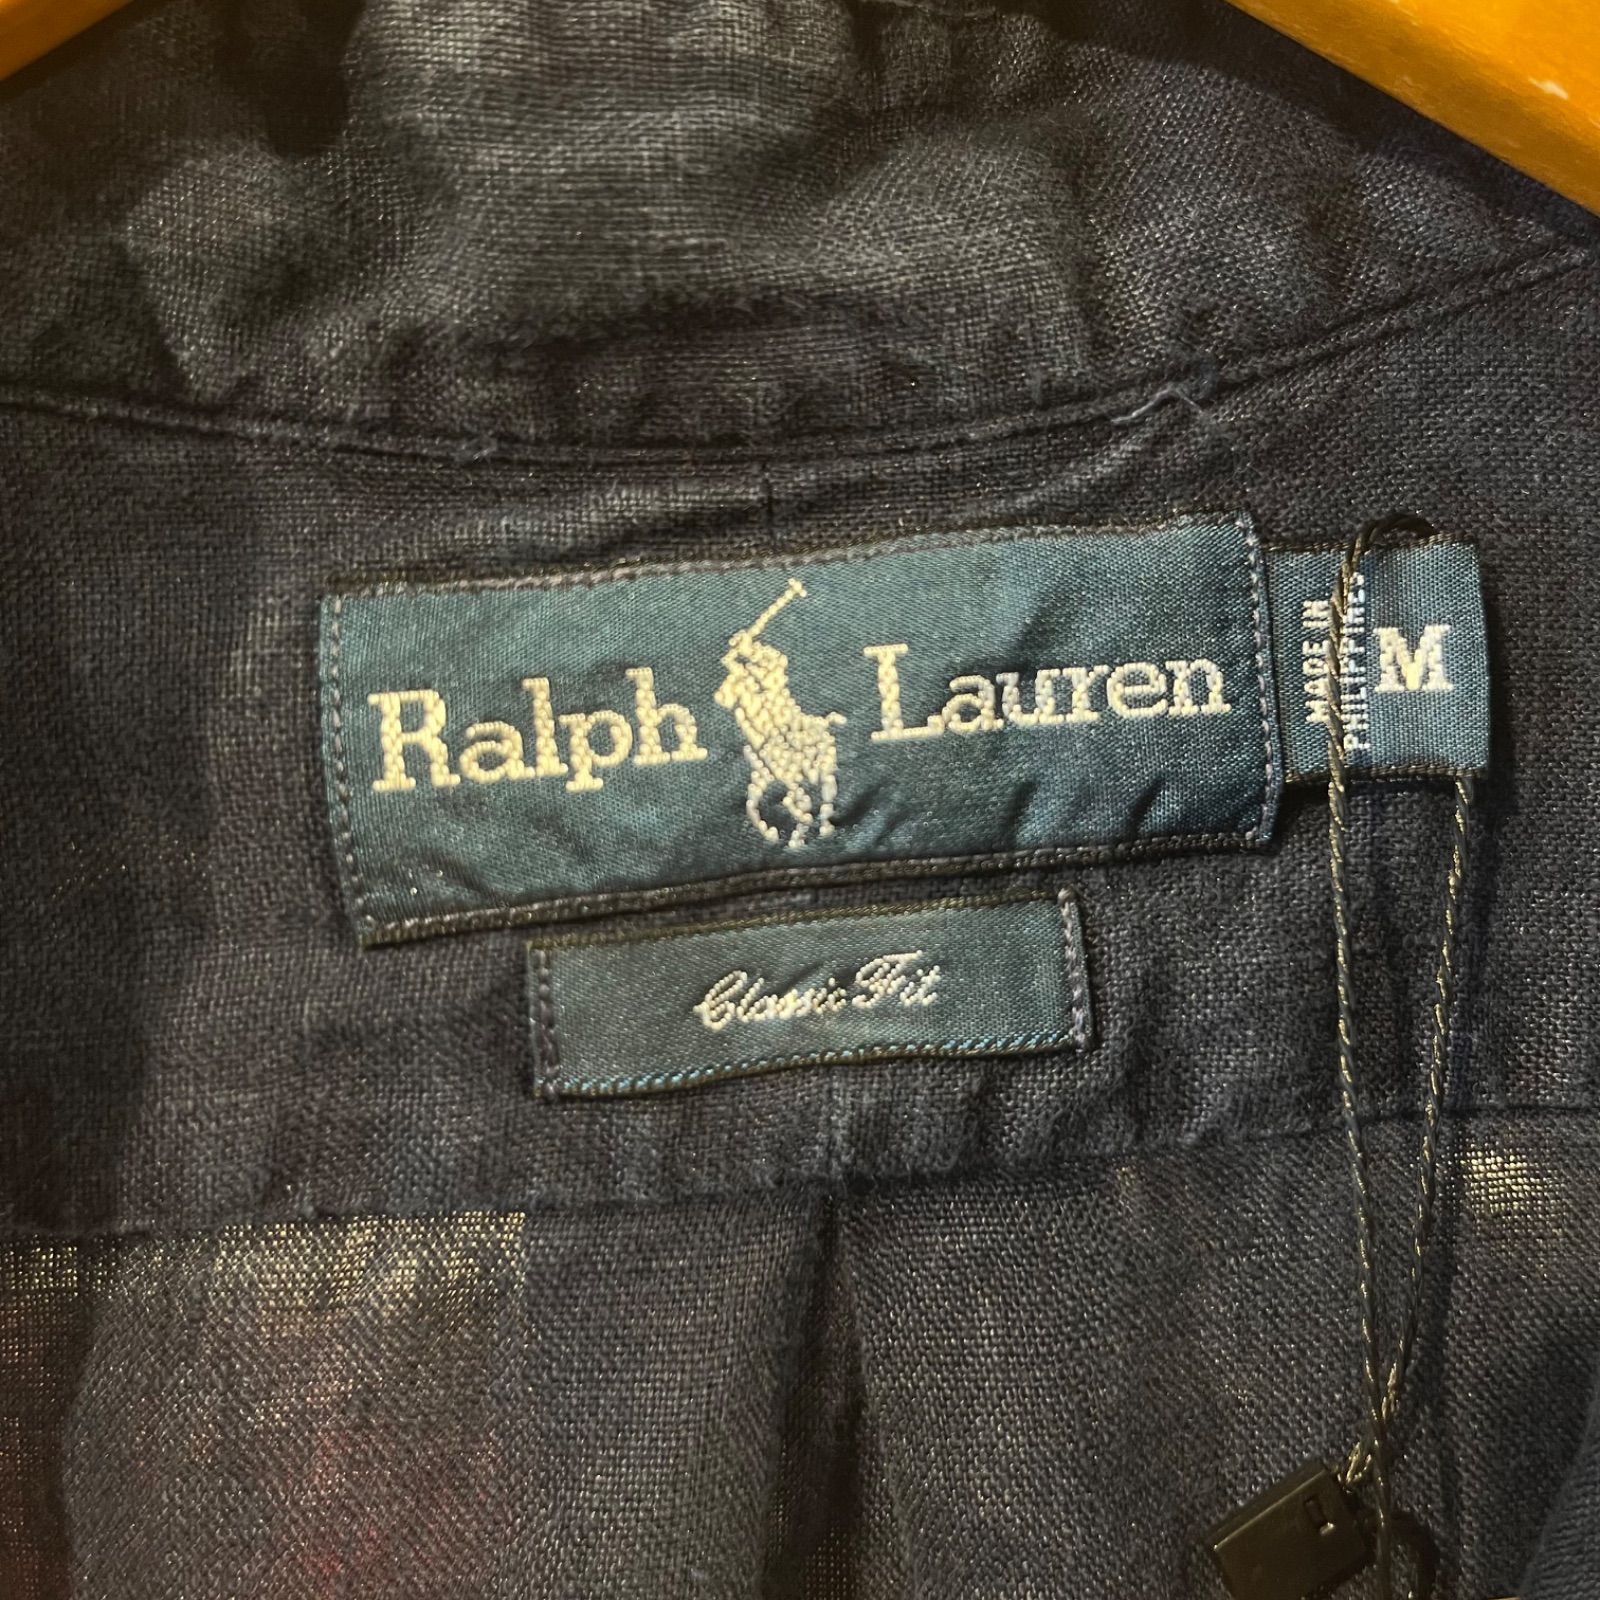 Ralph Lauren
MADE IN
PHILIPPINES
M
Classic Fit